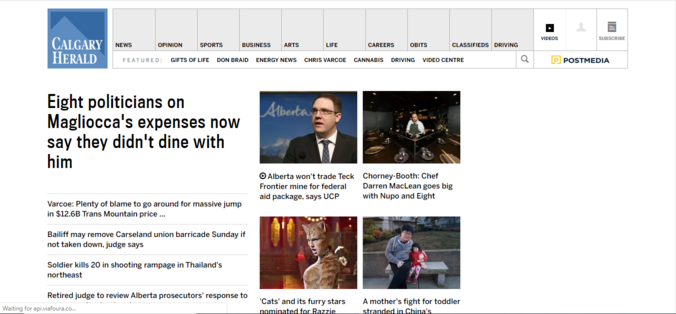 CALGARY
HERALD
NEWS
OPINION
SPORTS
BUSINESS
ARTS
LIFE
CAREERS
OBITS
CLASSIFIEDS
DRIVING
VIDEOS
SUBSCRIBE
FEATURED: GIFTS OF LIFE DON BRAID ENERGY NEWS CHRIS VARCOE CANNABIS DRIVING VIDEO CENTRE
POSTMEDIA
Eight politicians on
Magliocca's expenses now
say they didn't dine with
him
Varcoe: Plenty of blame to go around for massive jump
in $12.6B Trans Mountain price ...
Bailiff may remove Carseland union barricade Sunday if
not taken down, judge says
Soldier kills 20 in shooting rampage in Thailand's
northeast
Retired judge to review Alberta prosecutors' response to
Alberta
Alberta won't trade Teck
Frontier mine for federal
aid package, says UCP
Chorney-Booth: Chef
Darren MacLean goes big
with Nupo and Eight
'Cats' and its furry stars
nominated for Razzie
A mother's fight for toddler
stranded in China's
Waiting for api.viafoura.co...